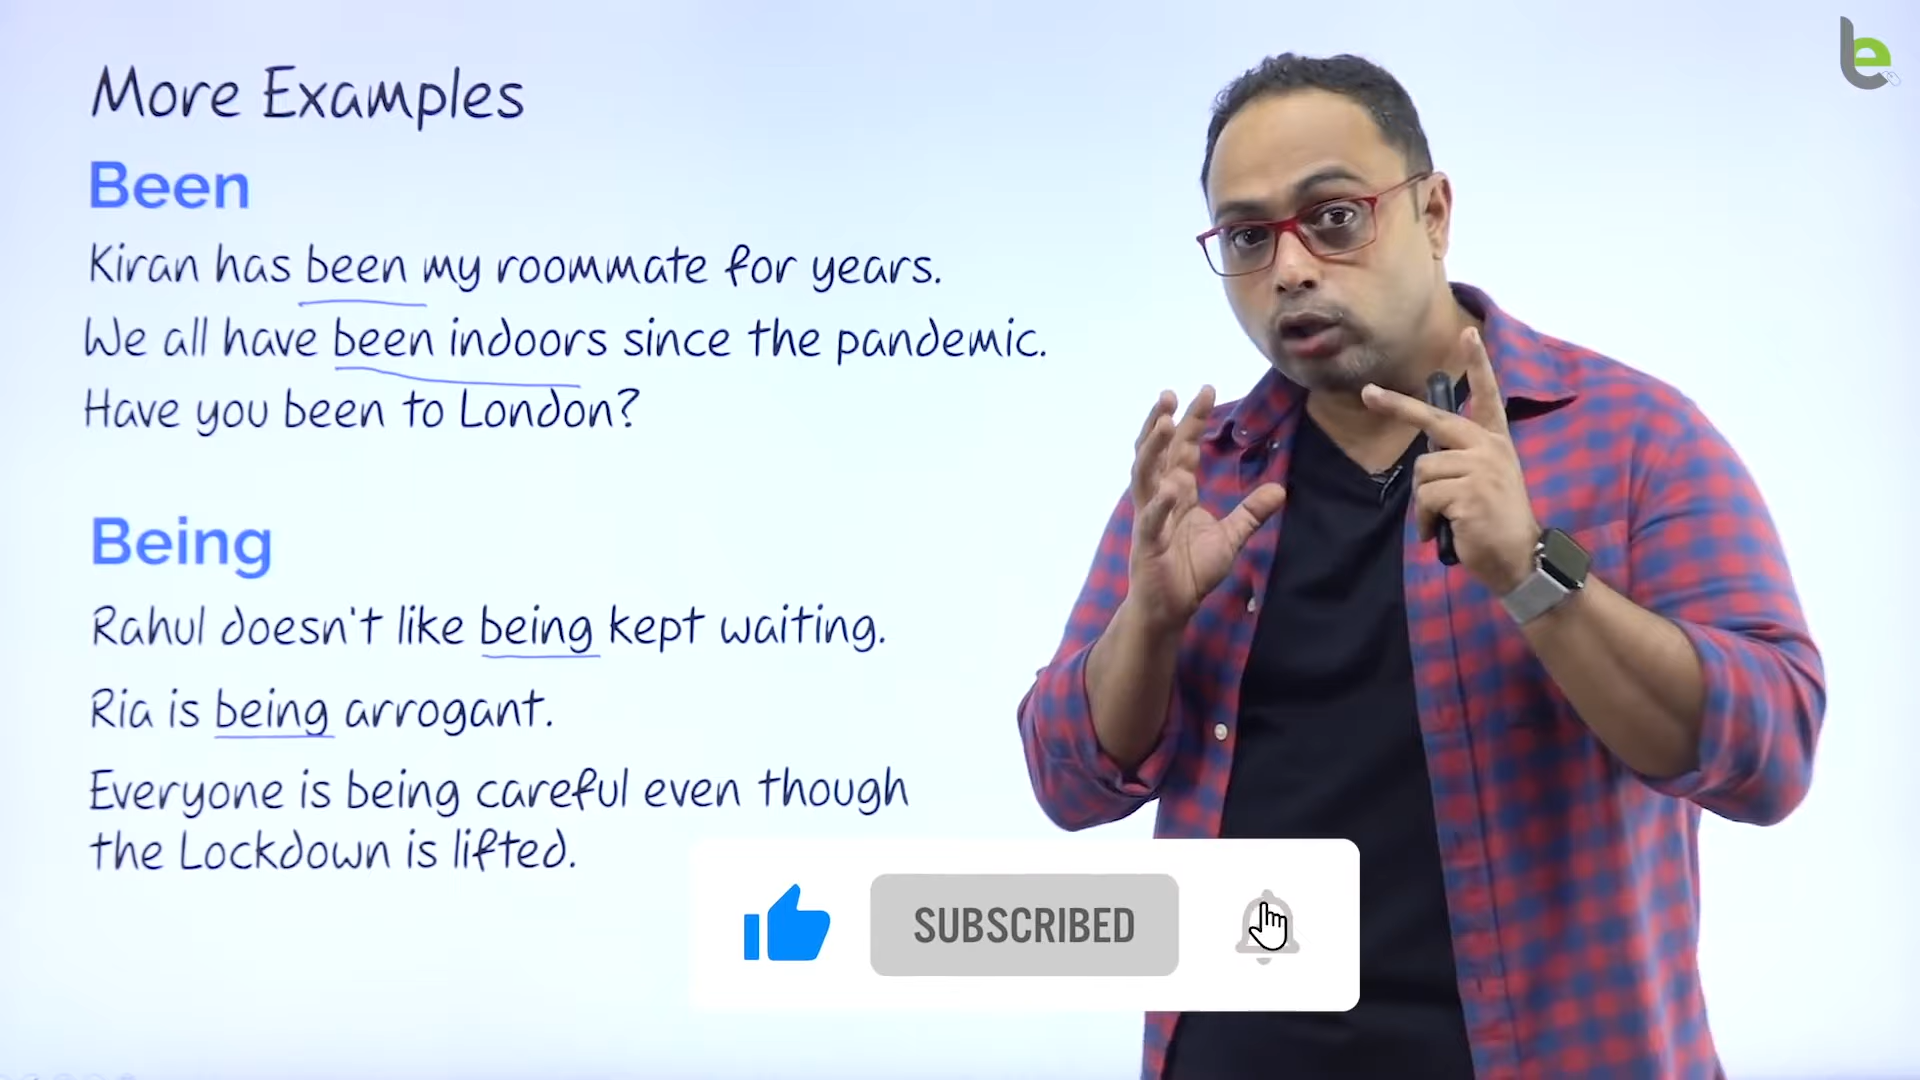 More Examples
Been
Kiran has been my roommate for years.
We all have been indoors since the pandemic.
Have you been to London?
Being
Rahul doesn't like being kept waiting.
Ria is being arrogant.
Everyone is being careful even though
the Lockdown is lifted.
SUBSCRIBED
le